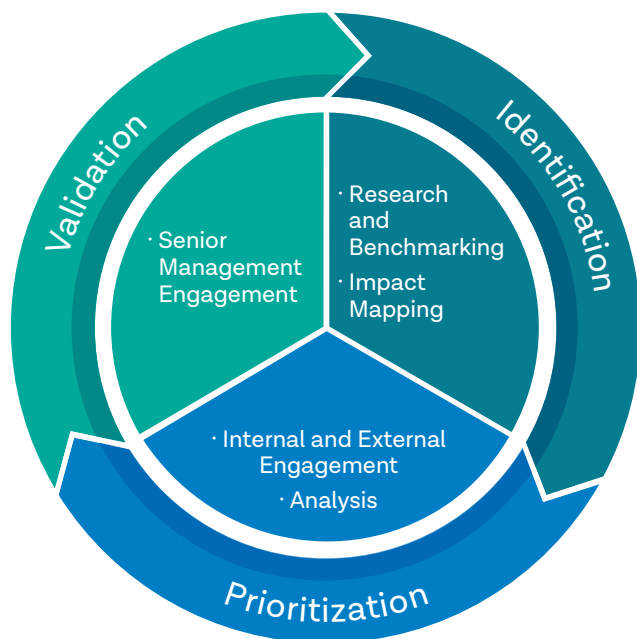 Validation
Identification
· Research
and
Benchmarking
· Impact
Mapping
· Senior
Management
Engagement
· Internal and External
Engagement
· Analysis
Prioritization